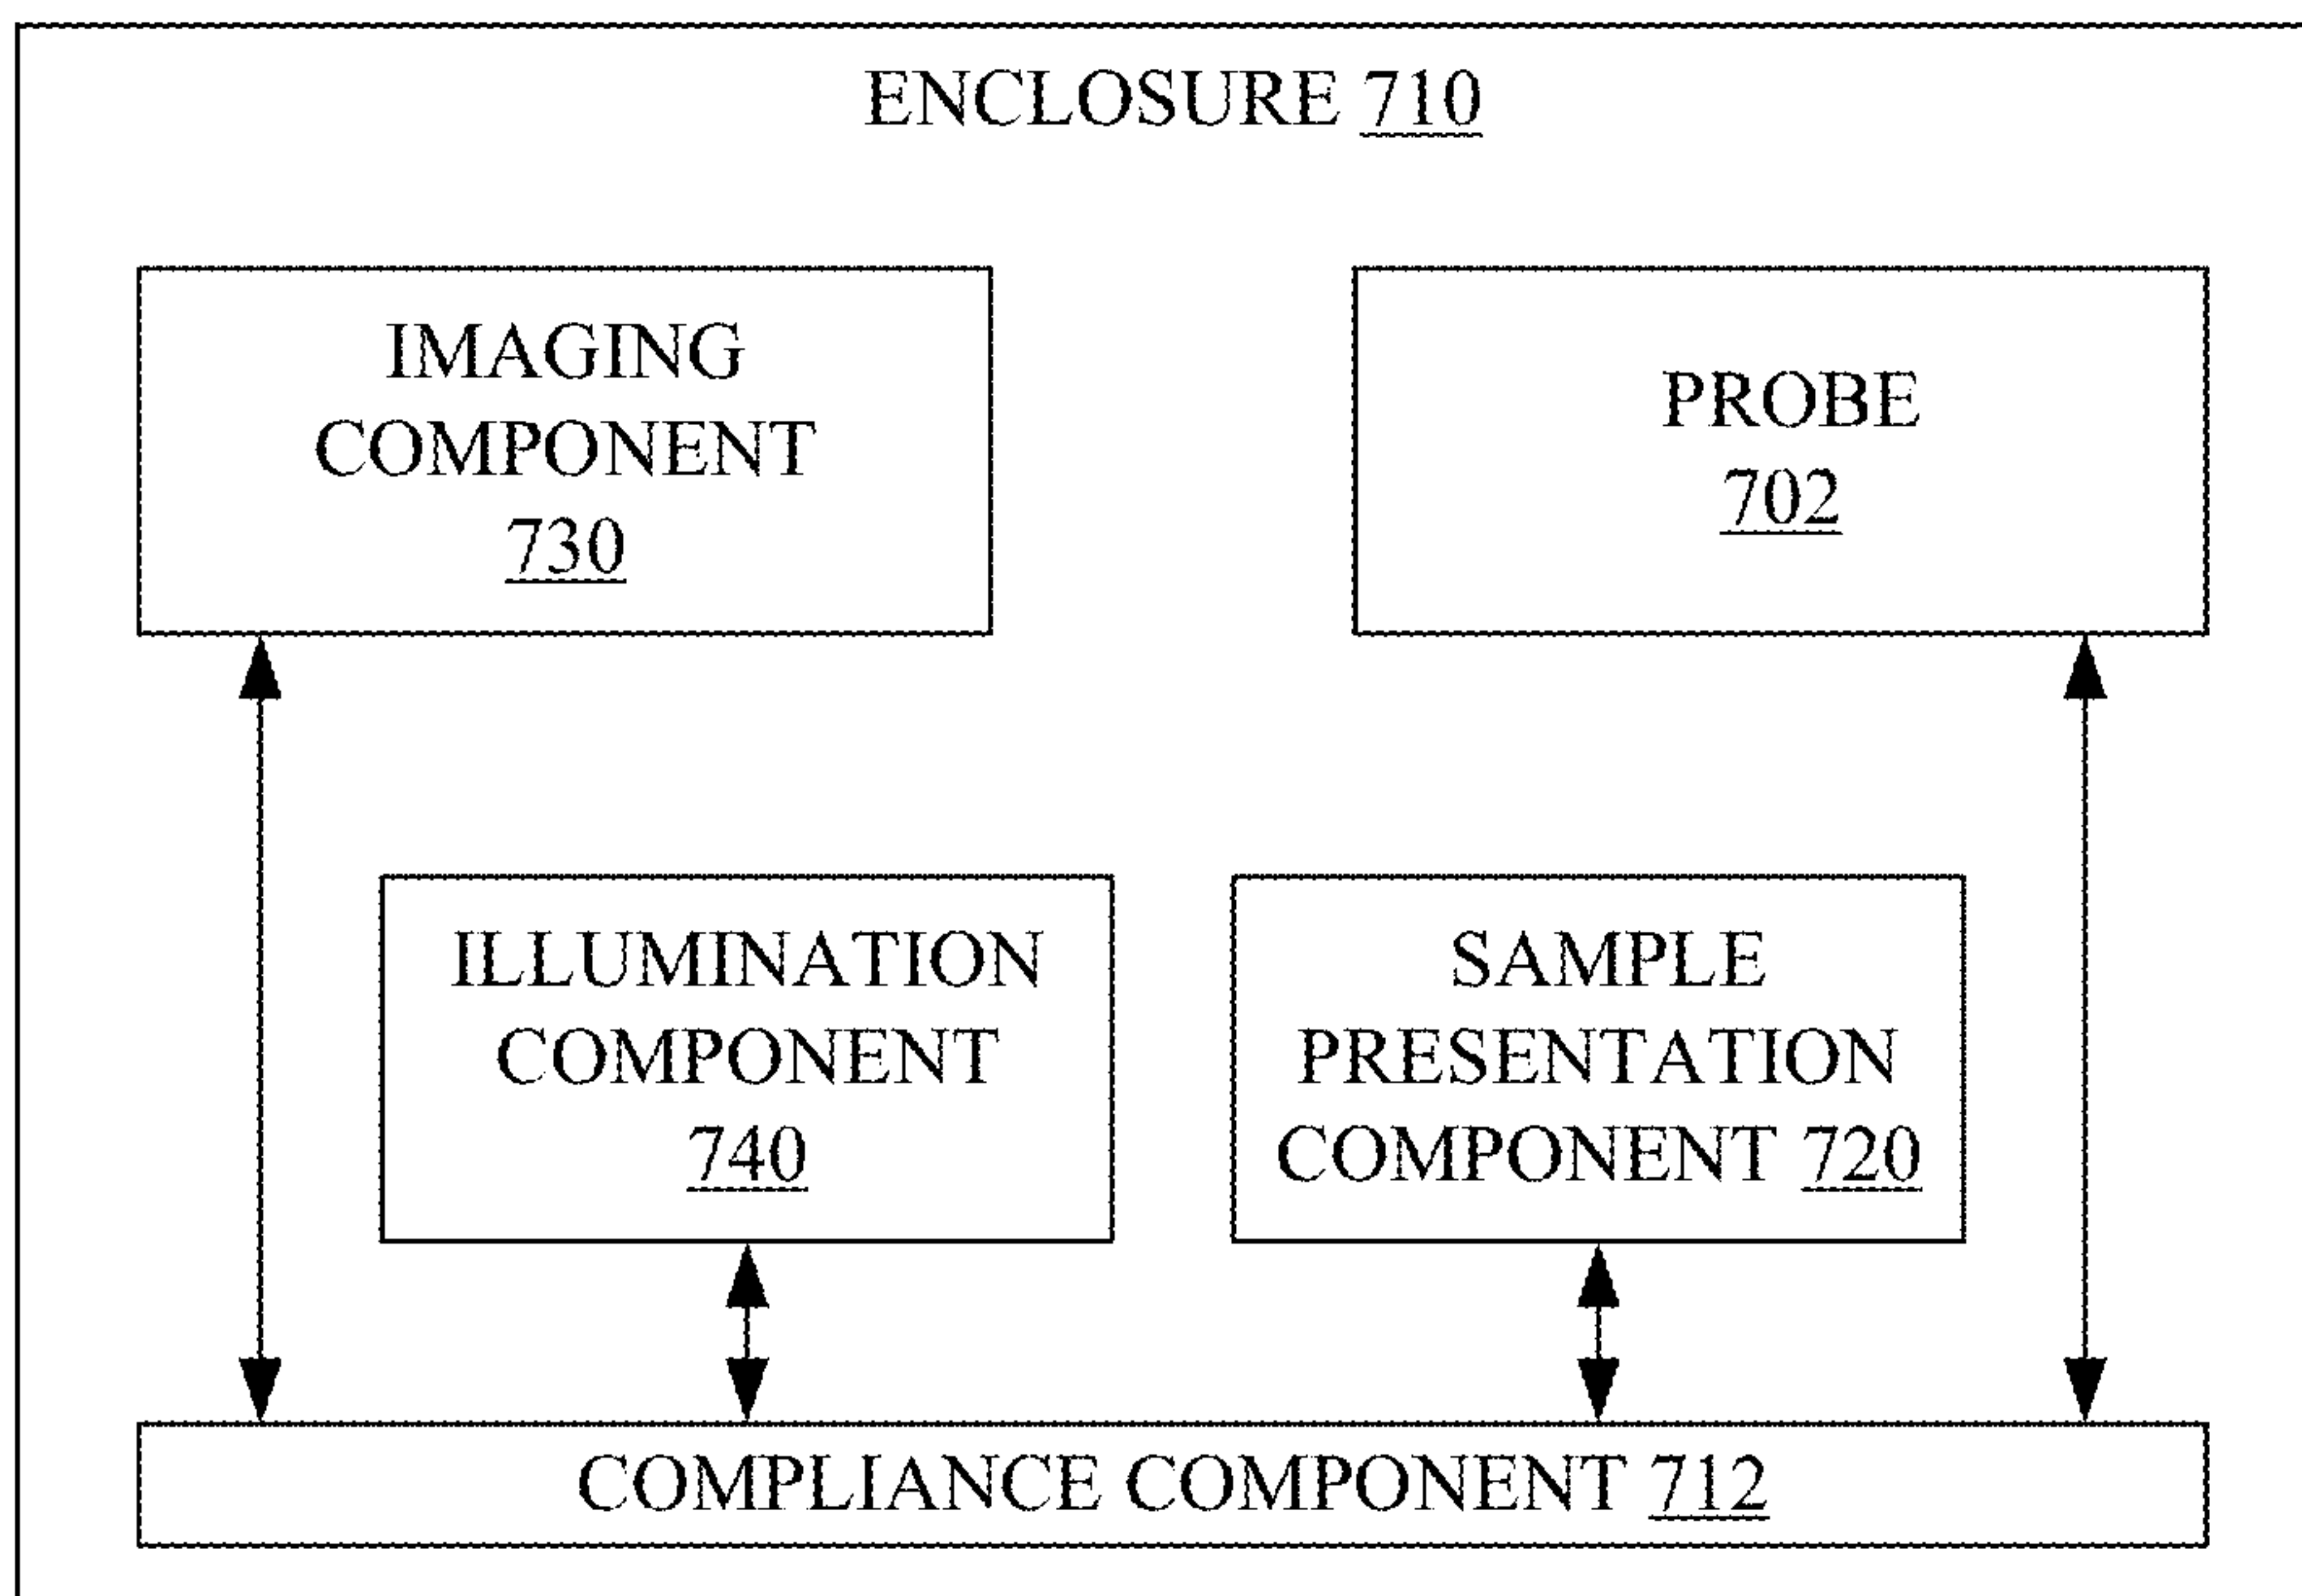 ENCLOSURE 710
IMAGING
COMPONENT
730
PROBE
702
ILLUMINATION
COMPONENT
740
SAMPLE
PRESENTATION
COMPONENT 720
COMPLIANCE COMPONENT 712